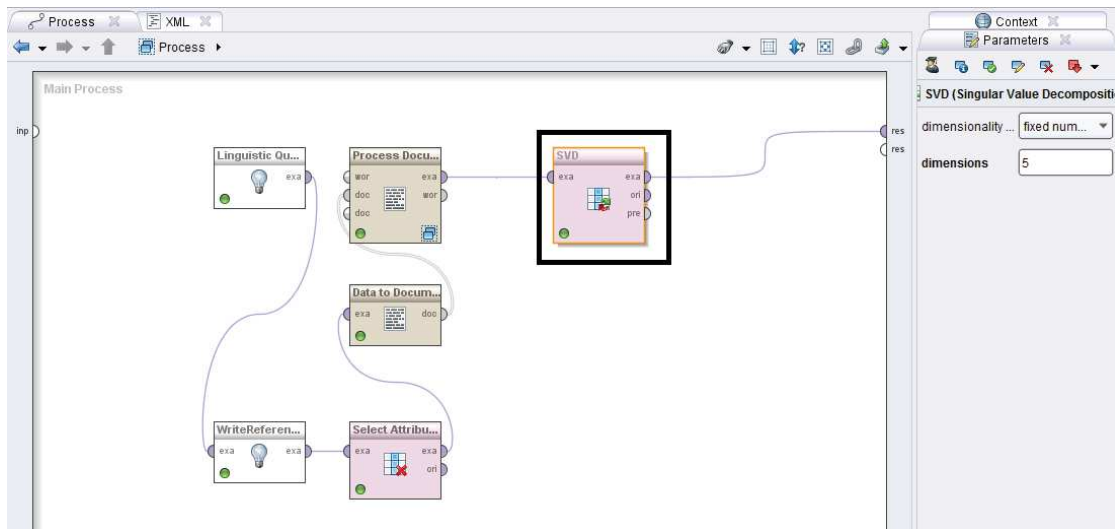 Process
XML
Context
Process
Parameters
Main Process
SVD (Singular Value Decompositi
dimensionality ...
fixed num...
dimensions
5
inp
res
res
Linguistic Qu...
exa
Process Docu...
wor
exa
doc
wor
doc
SVD
exa
exa
ori
pre
Data to Docum...
exa
doc
WriteReferen...
exa
exa
Select Attribu...
exa
exa
ori